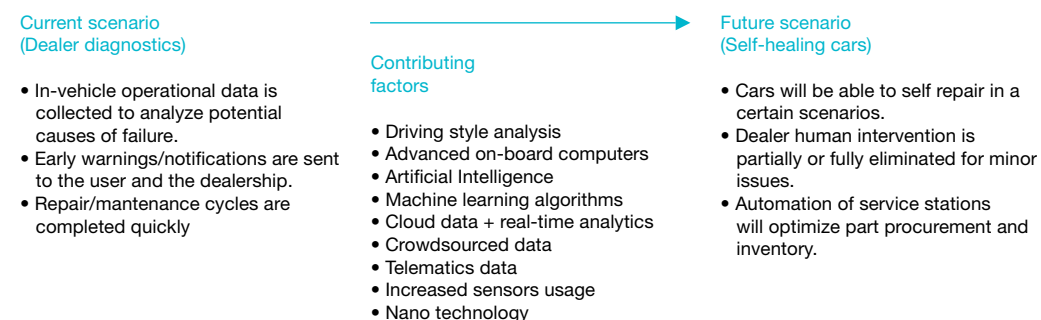 Current scenario
(Dealer diagnostics)
• In-vehicle operational data is
collected to analyze potential
causes of failure.
• Early warnings/notifications are sent
to the user and the dealership.
• Repair/mantenance cycles are
completed quickly
Contributing
factors
• Driving style analysis
• Advanced on-board computers
• Artificial Intelligence
• Machine learning algorithms
• Cloud data + real-time analytics
• Crowdsourced data
• Telematics data
• Increased sensors usage
• Nano technology
Future scenario
(Self-healing cars)
• Cars will be able to self repair in a
certain scenarios.
• Dealer human intervention is
partially or fully eliminated for minor
issues.
• Automation of service stations
will optimize part procurement and
inventory.